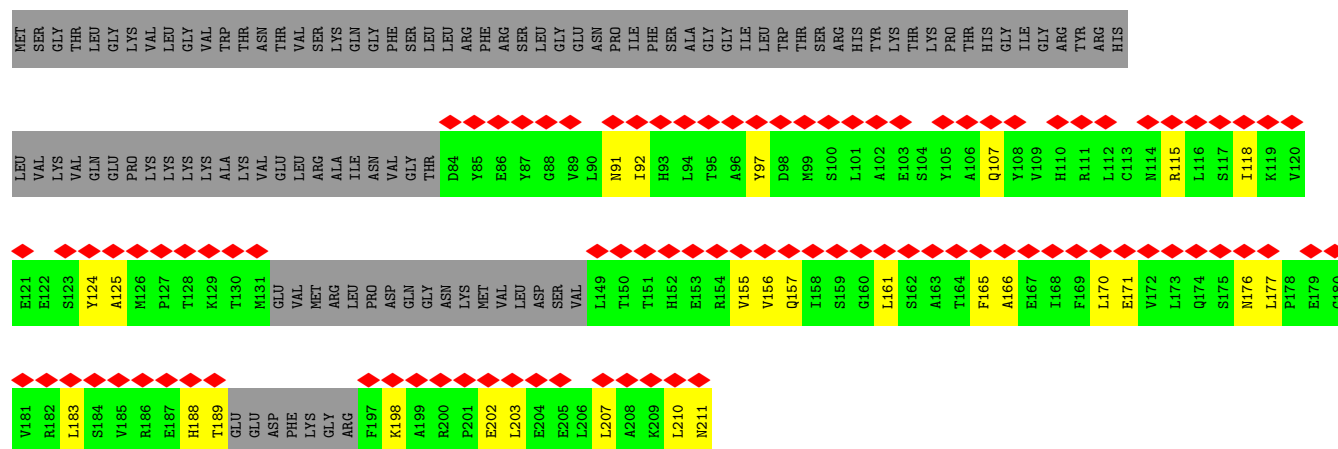 MET SER GLY THR LEU GLY LYS VAL LEU GLY VAL TRP THR ASN THR VAL SER LYS GLN GLY PHE SER LEU LEU ARG PHE ARG SER LEU GLY GLU ASN PRO ILE PHE SER ALA GLY GLY ILE LEU TRP THR SER ARG HIS TYR LYS THR LYS PRO THR HIS GLY ILE GLY ARG TYR ARG HIS
LEU VAL LYS VAL GLN GLU PRO LYS LYS LYS LYS ALA LYS VAL GLU LEU ARG ALA ILE ASN VAL GLY THR D84 Y85 E86 Y87 G88 V89 L90 N91 I92 H93 L94 T95 A96 Y97 D98 M99 S100 L101 A102 E103 S104 Y105 A106 Q107 Y108 V109 H110 R111 L112 C113 N114 R115 L116 S117 I118 K119 V120
E121 E122 S123 Y124 A125 M126 P127 T128 K129 T130 M131 GLU VAL MET ARG LEU PRO ASP GLN GLY ASN LYS MET VAL LEU ASP SER VAL L149 T150 T151 H152 E153 R154 V155 V156 Q157 I158 S159 G160 L161 S162 A163 T164 F165 A166 E167 I168 F169 L170 E171 V172 L173 Q174 S175 N176 L177 P178 E179
V181 R182 L183 S184 V185 R186 E187 H188 T189 GLU GLU ASP PHE LYS GLY ARG F197 K198 A199 R200 P201 E202 L203 E204 E205 L206 L207 A208 K209 L210 N211